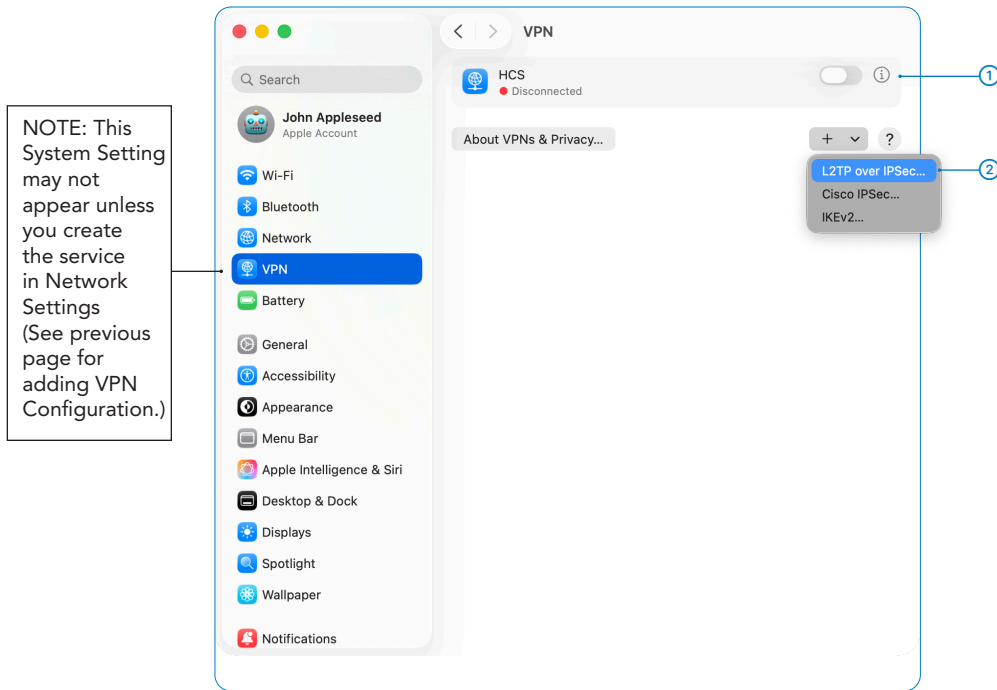 NOTE: This
System Setting
may not
appear unless
you create
the service
in Network
Settings
(See previous
page for
adding VPN
Configuration.)
Search
John Appleseed
Apple Account
Wi-Fi
Bluetooth
Network
VPN
Battery
General
Accessibility
Appearance
Menu Bar
Apple Intelligence & Siri
Desktop & Dock
Displays
Spotlight
Wallpaper
Notifications
VPN
HCS
Disconnected
1
About VPNs & Privacy...
?
L2TP over IPSec...
2
Cisco IPSec...
IKEv2...